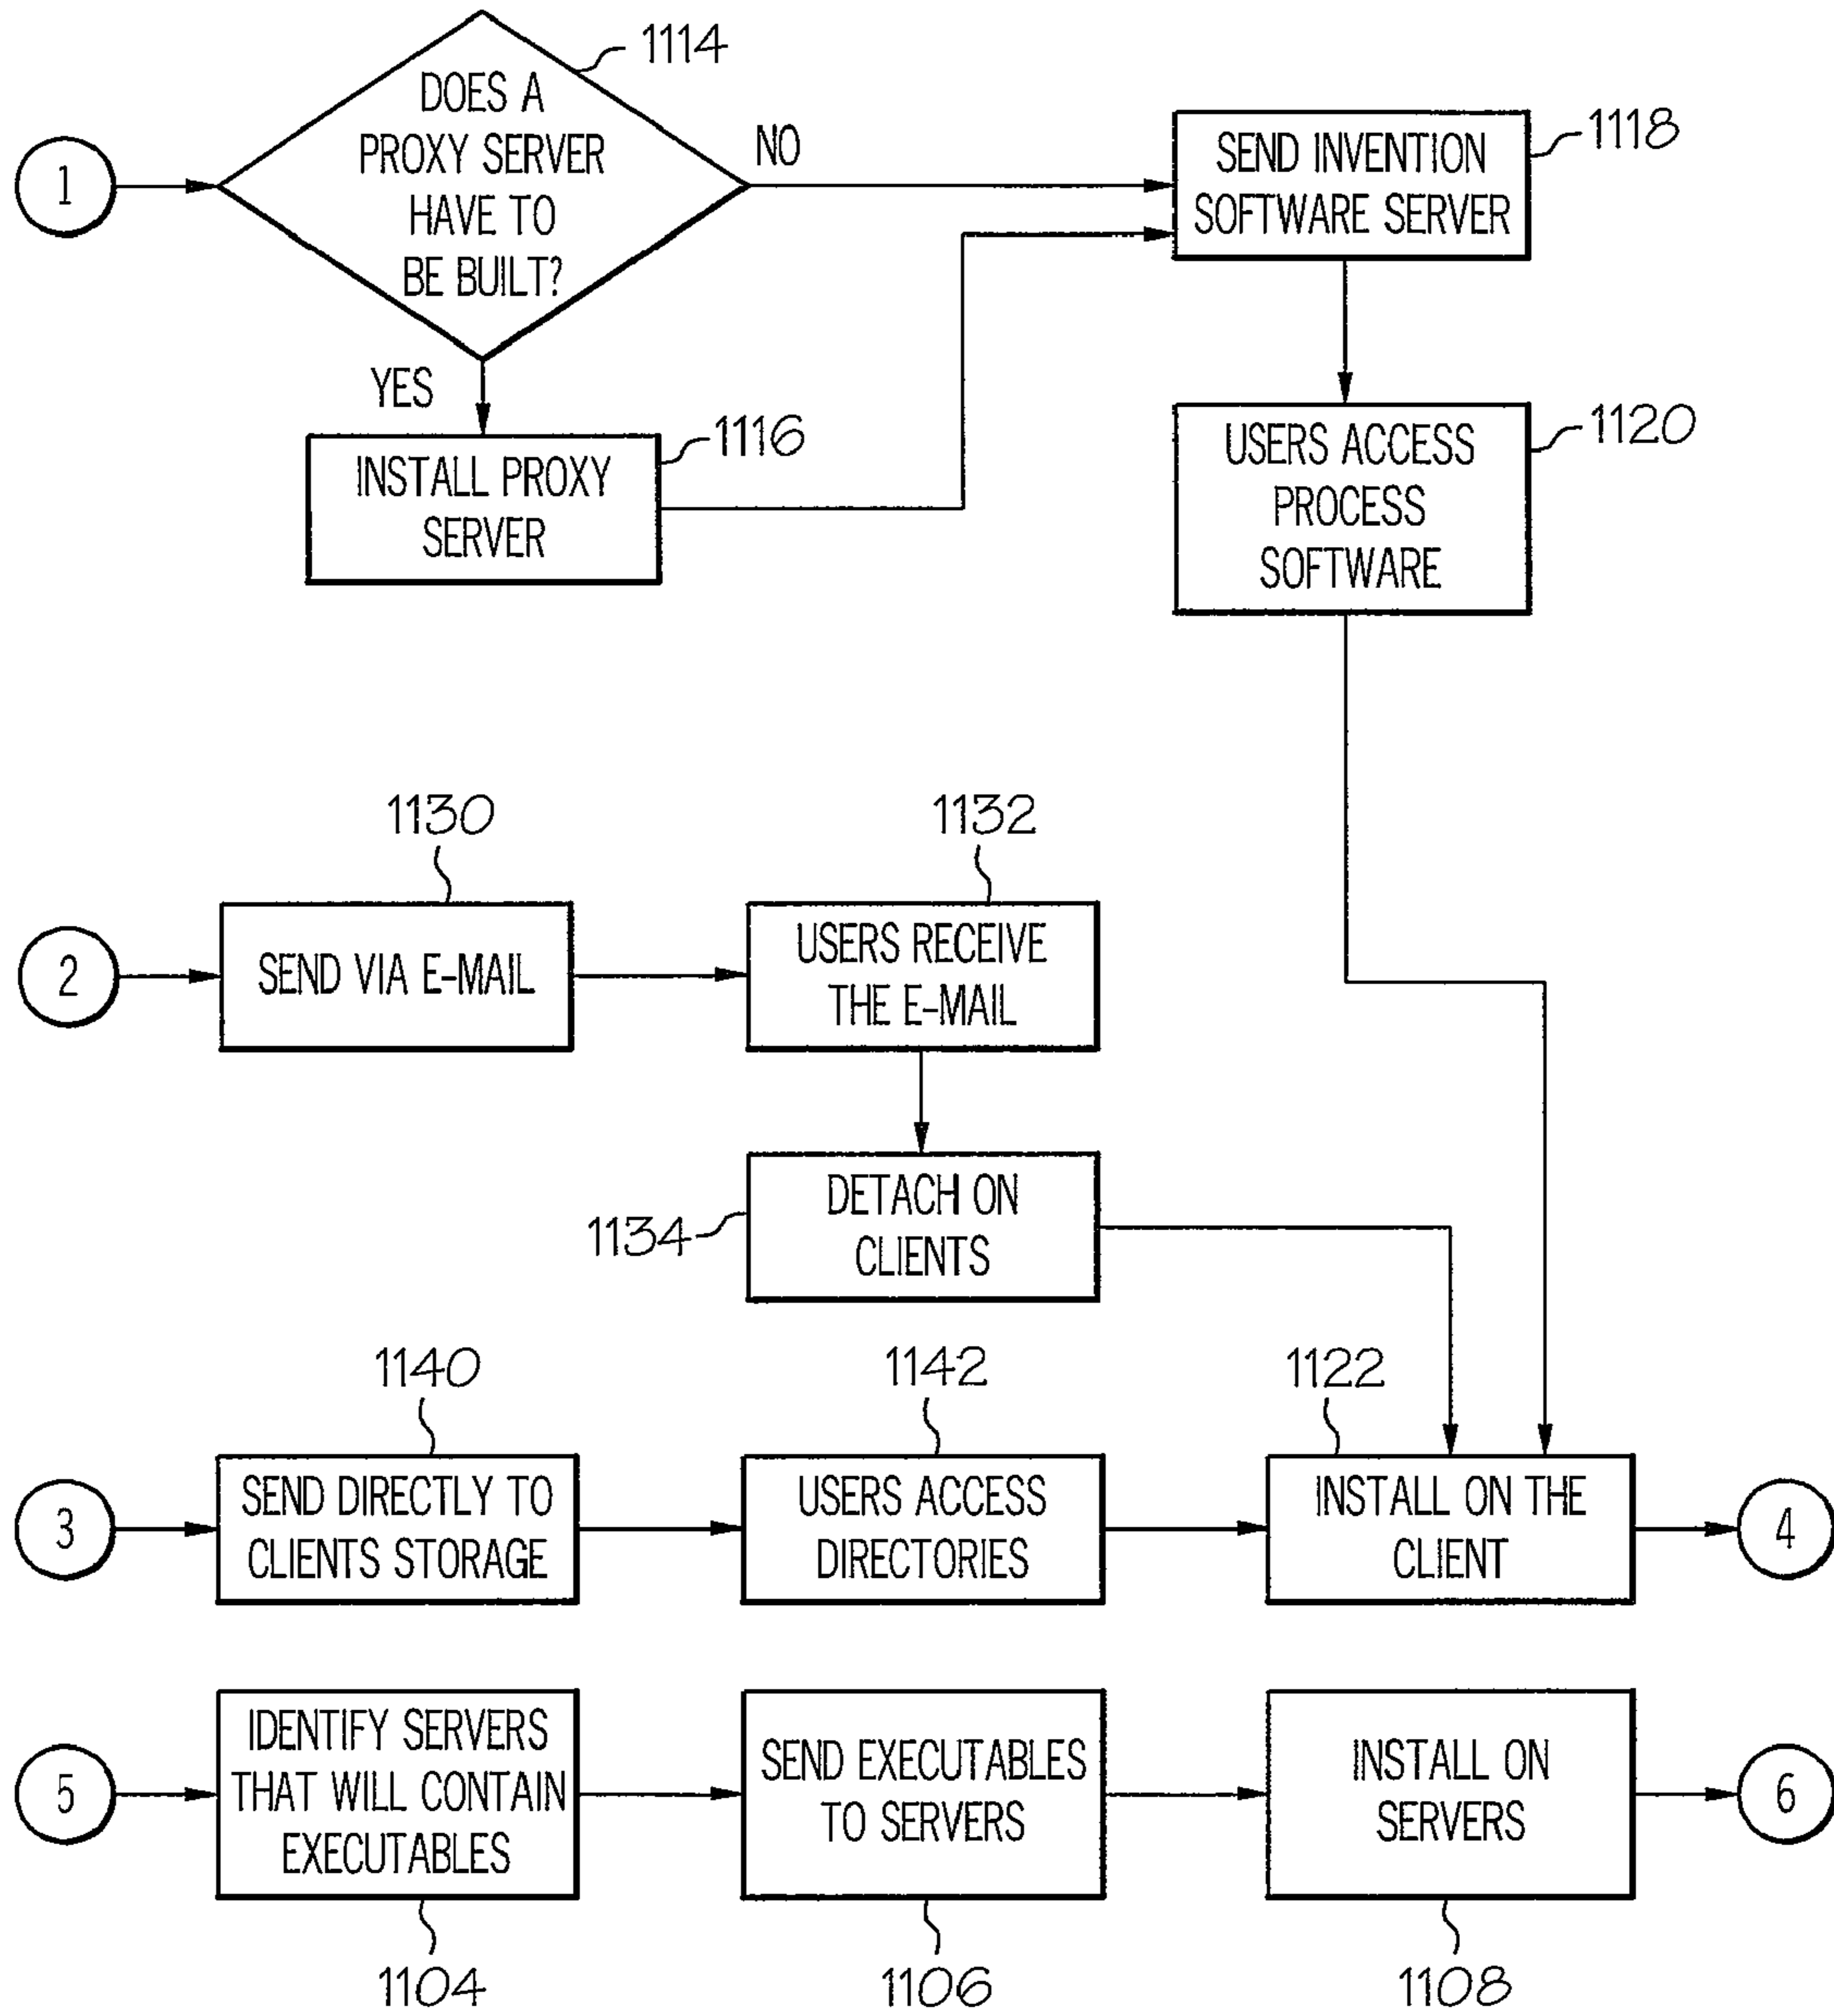 1
DOES A
PROXY SERVER
HAVE TO
BE BUILT?
1114
NO
YES
INSTALL PROXY
SERVER
1116
SEND INVENTION
SOFTWARE SERVER
1118
USERS ACCESS
PROCESS
SOFTWARE
1120
2
1130
SEND VIA E-MAIL
1132
USERS RECEIVE
THE E-MAIL
DETACH ON
CLIENTS
1134
3
1140
SEND DIRECTLY TO
CLIENTS STORAGE
1142
USERS ACCESS
DIRECTORIES
1122
INSTALL ON THE
CLIENT
4
5
IDENTIFY SERVERS
THAT WILL CONTAIN
EXECUTABLES
1104
SEND EXECUTABLES
TO SERVERS
1106
INSTALL ON
SERVERS
1108
6